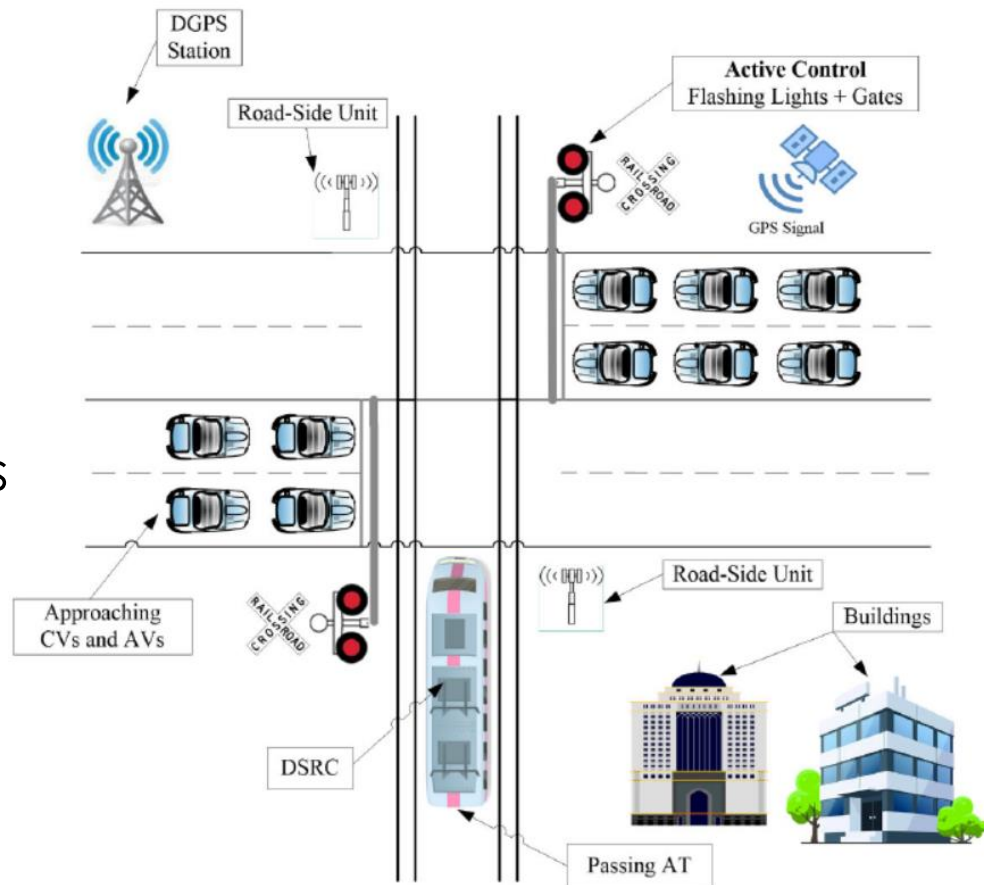 DGPS
Station
Road-Side Unit
Active Control
Flashing Lights + Gates
RAILROAD
CROSSING
GPS Signal
s
Approaching
CVs and AVs
RAILROAD
CROSSING
Road-Side Unit
Buildings
DSRC
Passing AT